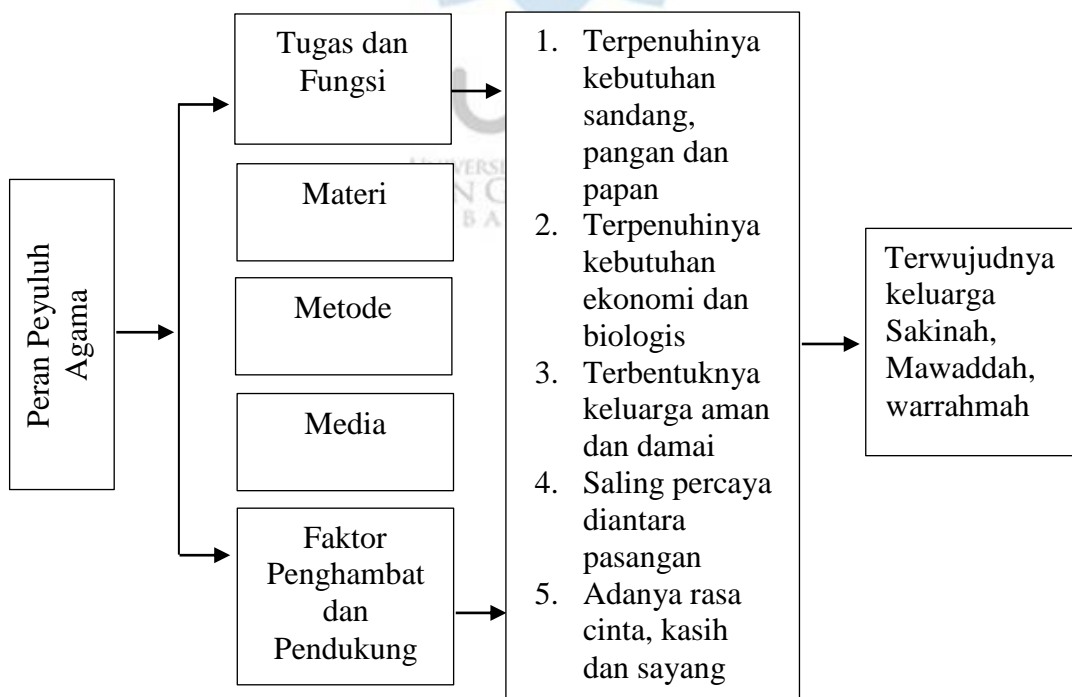 Peran Peyuluh
Agama
Tugas dan
Fungsi
Materi
Metode
Media
Faktor
Penghambat
dan
Pendukung
1. Terpenuhinya
kebutuhan
sandang,
pangan dan
papan
2. Terpenuhinya
kebutuhan
ekonomi dan
biologis
3. Terbentuknya
keluarga aman
dan damai
4. Saling percaya
diantara
pasangan
5. Adanya rasa
cinta, kasih
dan sayang
Terwujudnya
keluarga
Sakinah,
Mawaddah,
warrahmah